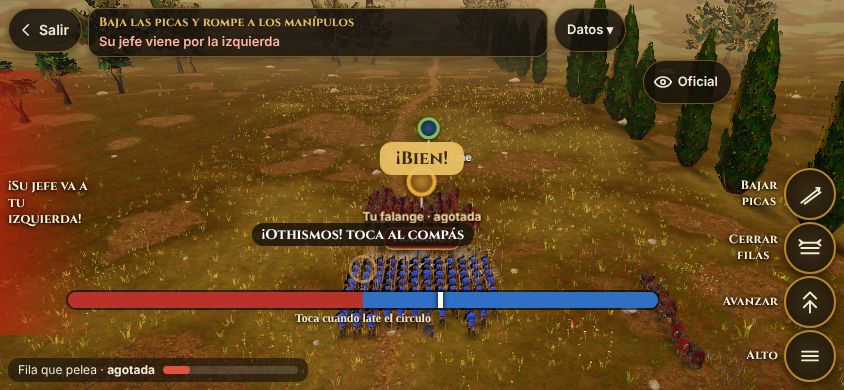 Salir
Baja las picas y rompe a los manípulos
Su jefe viene por la izquierda
Datos ▾
Oficial
¡Bien!
¡Su jefe va a
tu
izquierda!
Tu falange · agotada
¡Othismos! toca al compás
Toca cuando late el círculo
Bajar
picas
Cerrar
filas
Avanzar
Alto
Fila que pelea · agotada